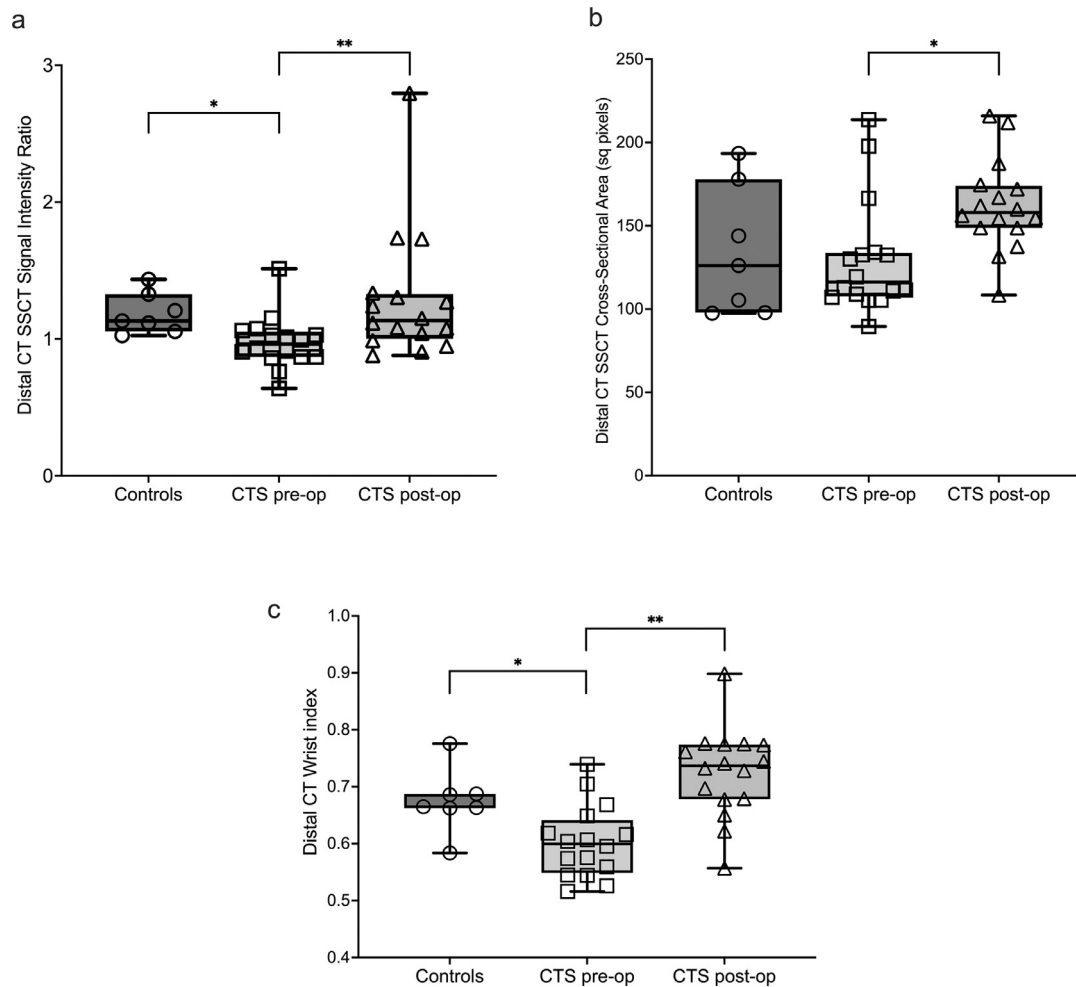 a
Distal CT SSCT Signal Intensity Ratio
3
2
1
0
*
**
Controls
CTS pre-op
CTS post-op
b
Distal CT SSCT Cross-Sectional Area (sq pixels)
250
200
150
100
50
0
*
Controls
CTS pre-op
CTS post-op
c
Distal CT Wrist index
1.0
0.9
0.8
0.7
0.6
0.5
0.4
*
**
Controls
CTS pre-op
CTS post-op